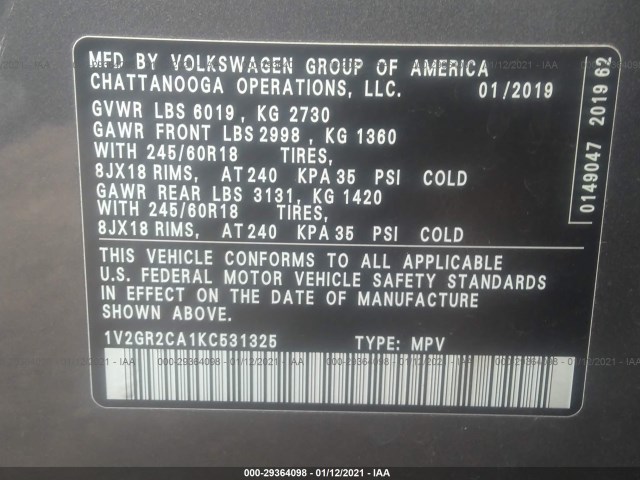 MFD BY VOLKSWAGEN GROUP OF AMERICA
CHATTANOOGA OPERATIONS, LLC. 01/2019
GVWR LBS 6019 , KG 2730
GAWR FRONT LBS 2998 , KG 1360
WITH 245/60R18 TIRES,
8JX18 RIMS, AT 240 KPA 35 PSI COLD
GAWR REAR LBS 3131, KG 1420
WITH 245/60R18 TIRES,
8JX18 RIMS, AT 240 KPA 35 PSI COLD
THIS VEHICLE CONFORMS TO ALL APPLICABLE
U.S. FEDERAL MOTOR VEHICLE SAFETY STANDARDS
IN EFFECT ON THE DATE OF MANUFACTURE
SHOWN ABOVE.
1V2GR2CA1KC531325 TYPE: MPV
0149047 2019 62
000-29364098 - 01/12/2021 - IAA